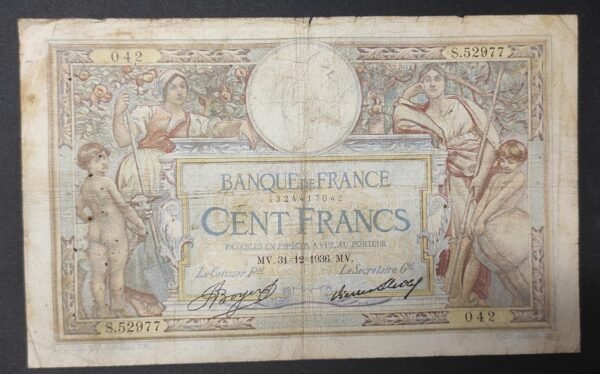 042 S.52977
BANQUE DE FRANCE
1324417042
CENT FRANCS
PAYABLES EN ESPÈCES, A VUE, AU PORTEUR
MV. 31-12-1936. MV.
Le Caissier Pal Le Secrétaire Gal
S.52977 042